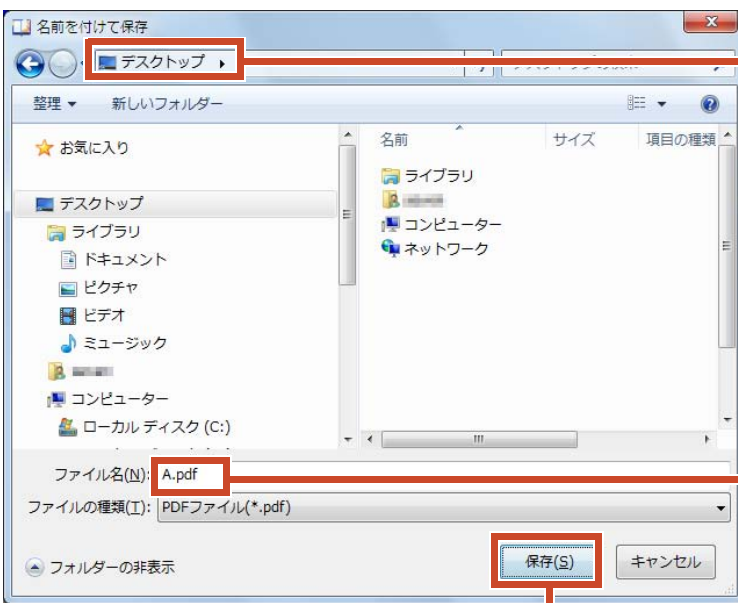 名前を付けて保存
デスクトップ
整理 新しいフォルダー
お気に入り
デスクトップ
ライブラリ
ドキュメント
ピクチャ
ビデオ
ミュージック
コンピューター
ローカル ディスク (C:)
名前 サイズ 項目の種類
ライブラリ
コンピューター
ネットワーク
ファイル名(N): A.pdf
ファイルの種類(T): PDFファイル(*.pdf)
フォルダーの非表示
保存(S) キャンセル